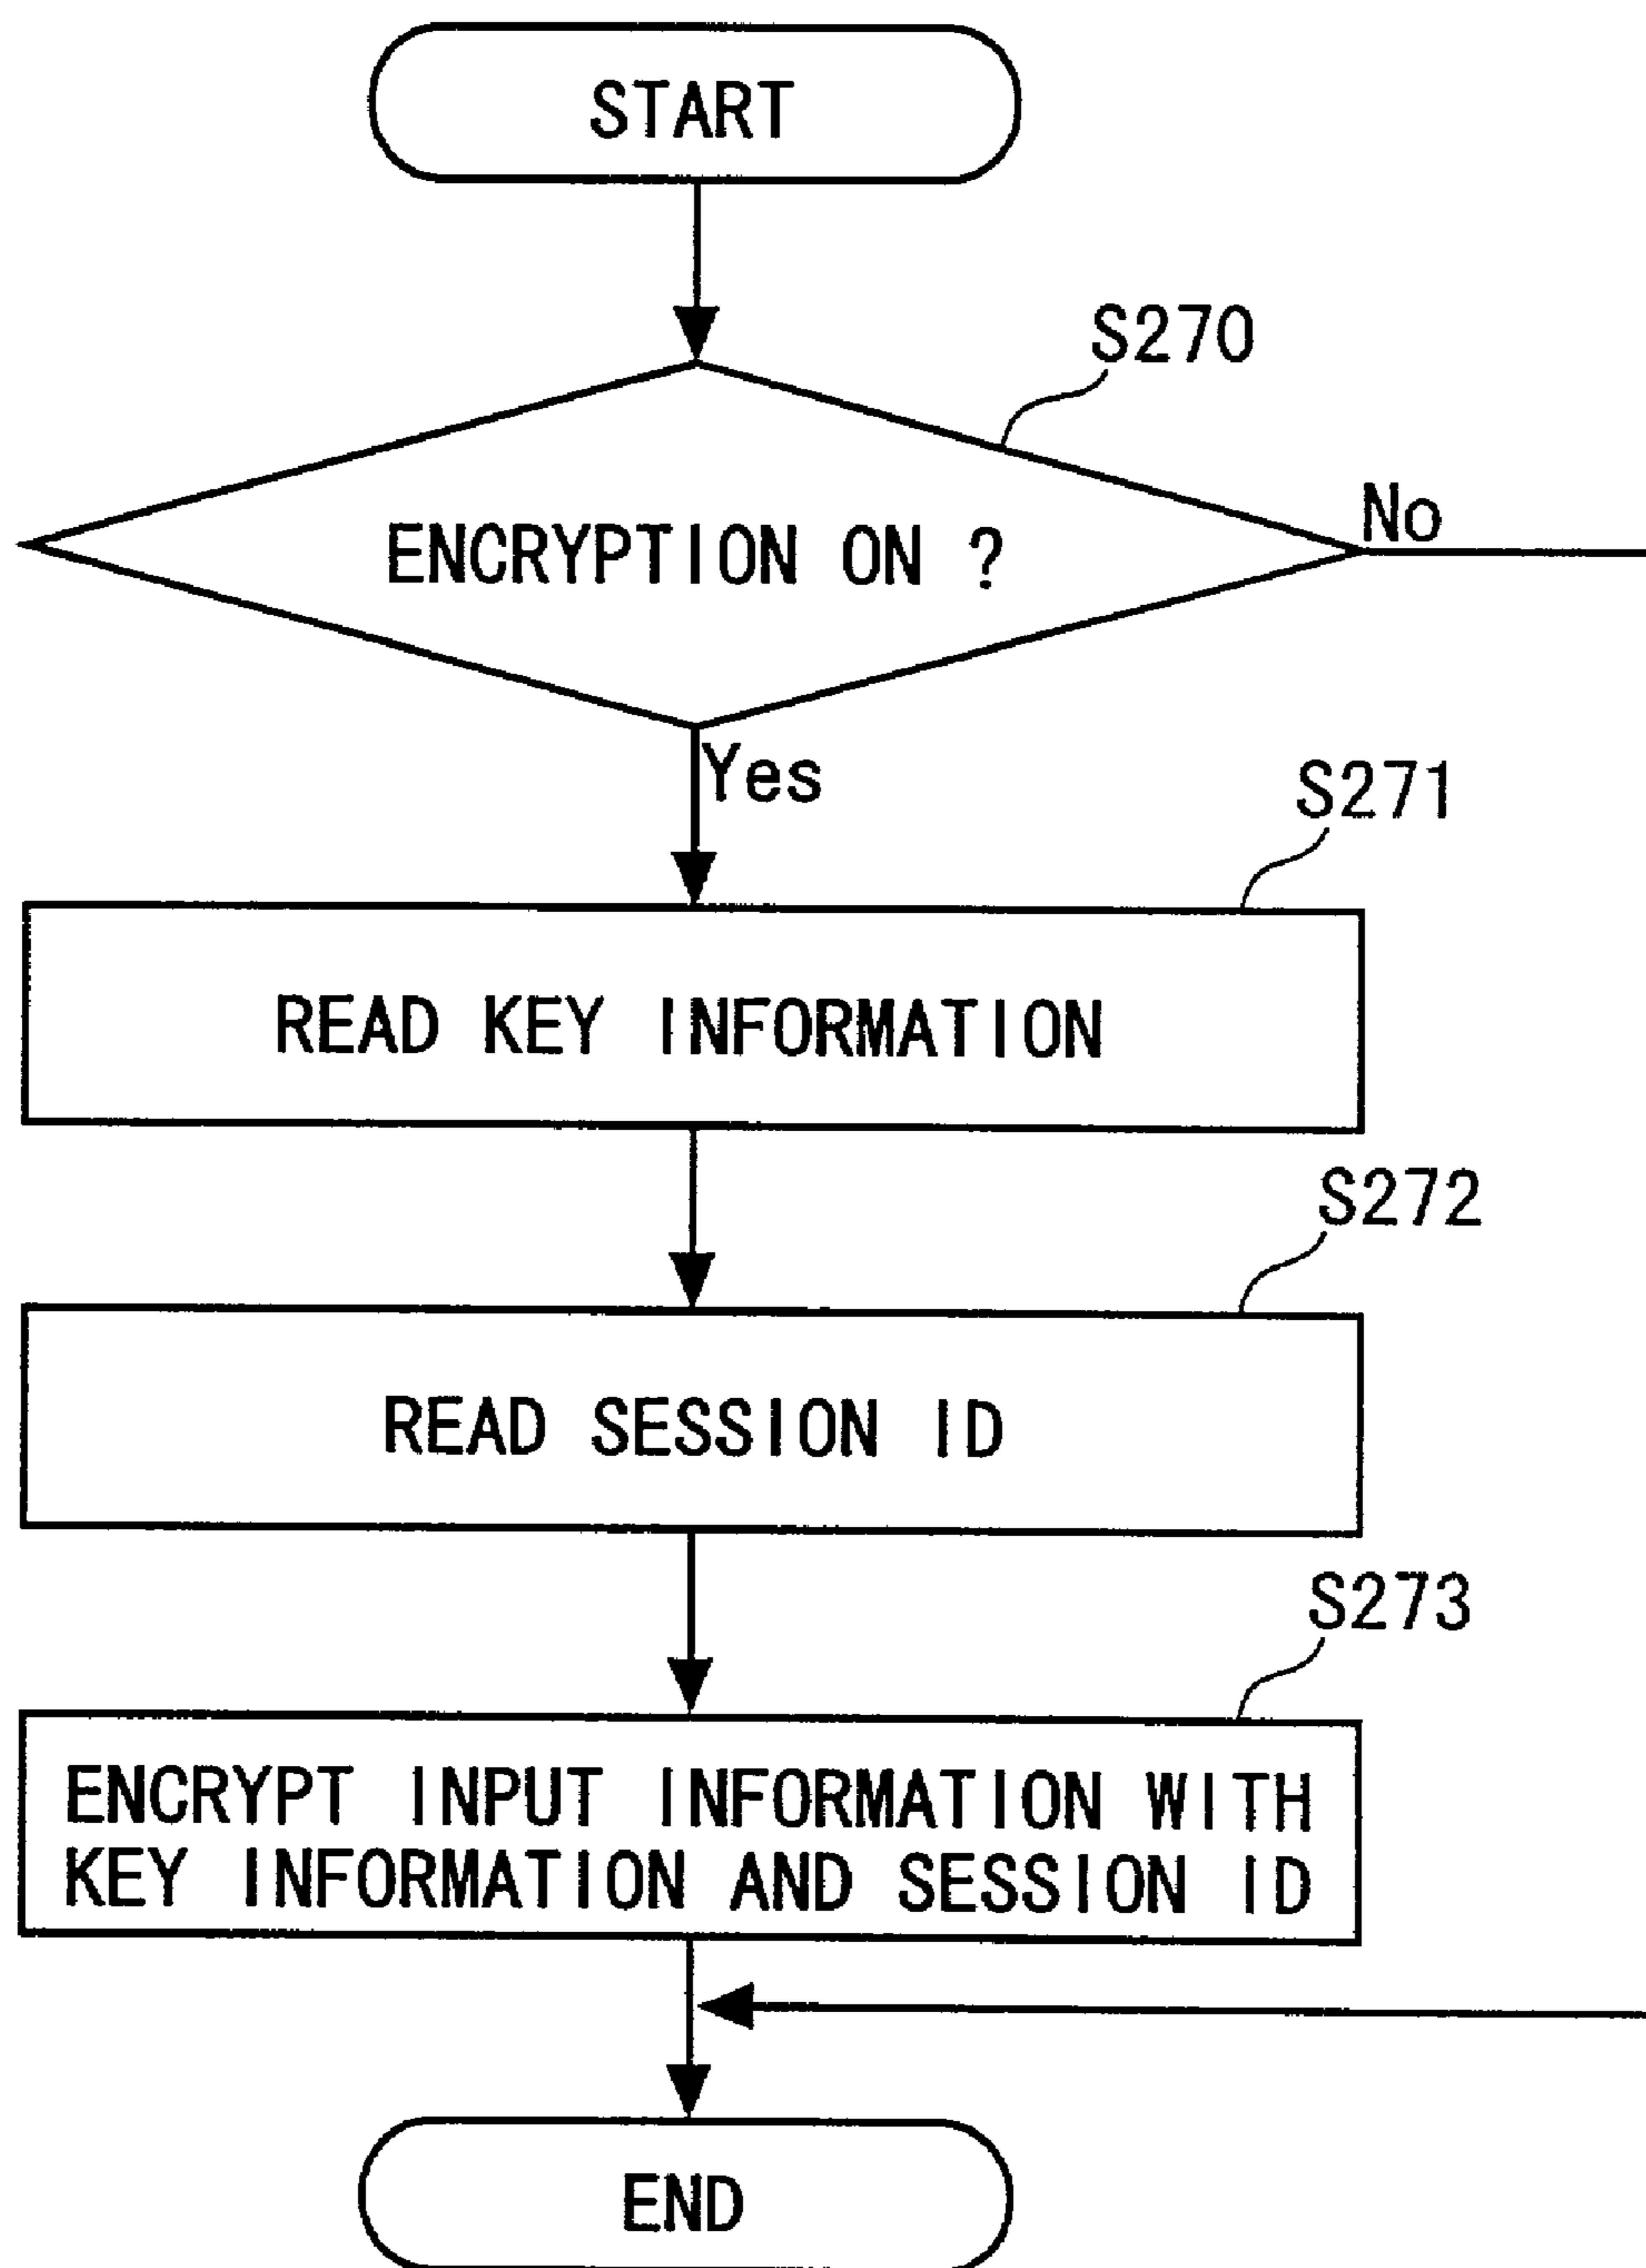 START
S270
ENCRYPTION ON ?
No
Yes
S271
READ KEY INFORMATION
S272
READ SESSION ID
S273
ENCRYPT INPUT INFORMATION WITH
KEY INFORMATION AND SESSION ID
END